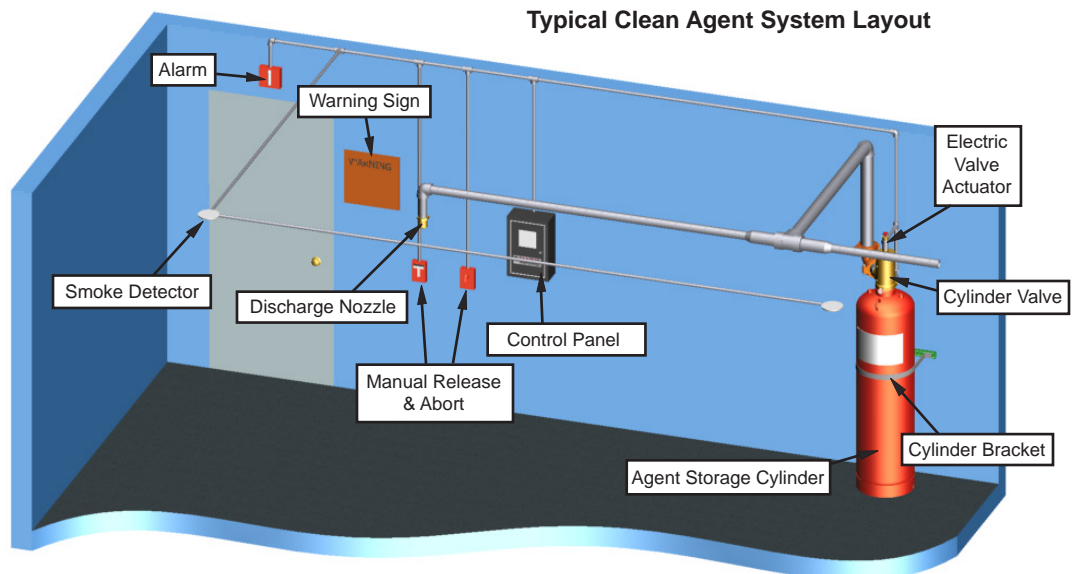 Typical Clean Agent System Layout
Alarm
Warning Sign
WARNING
Electric
Valve
Actuator
Smoke Detector
Discharge Nozzle
Control Panel
Cylinder Valve
Manual Release
& Abort
Cylinder Bracket
Agent Storage Cylinder